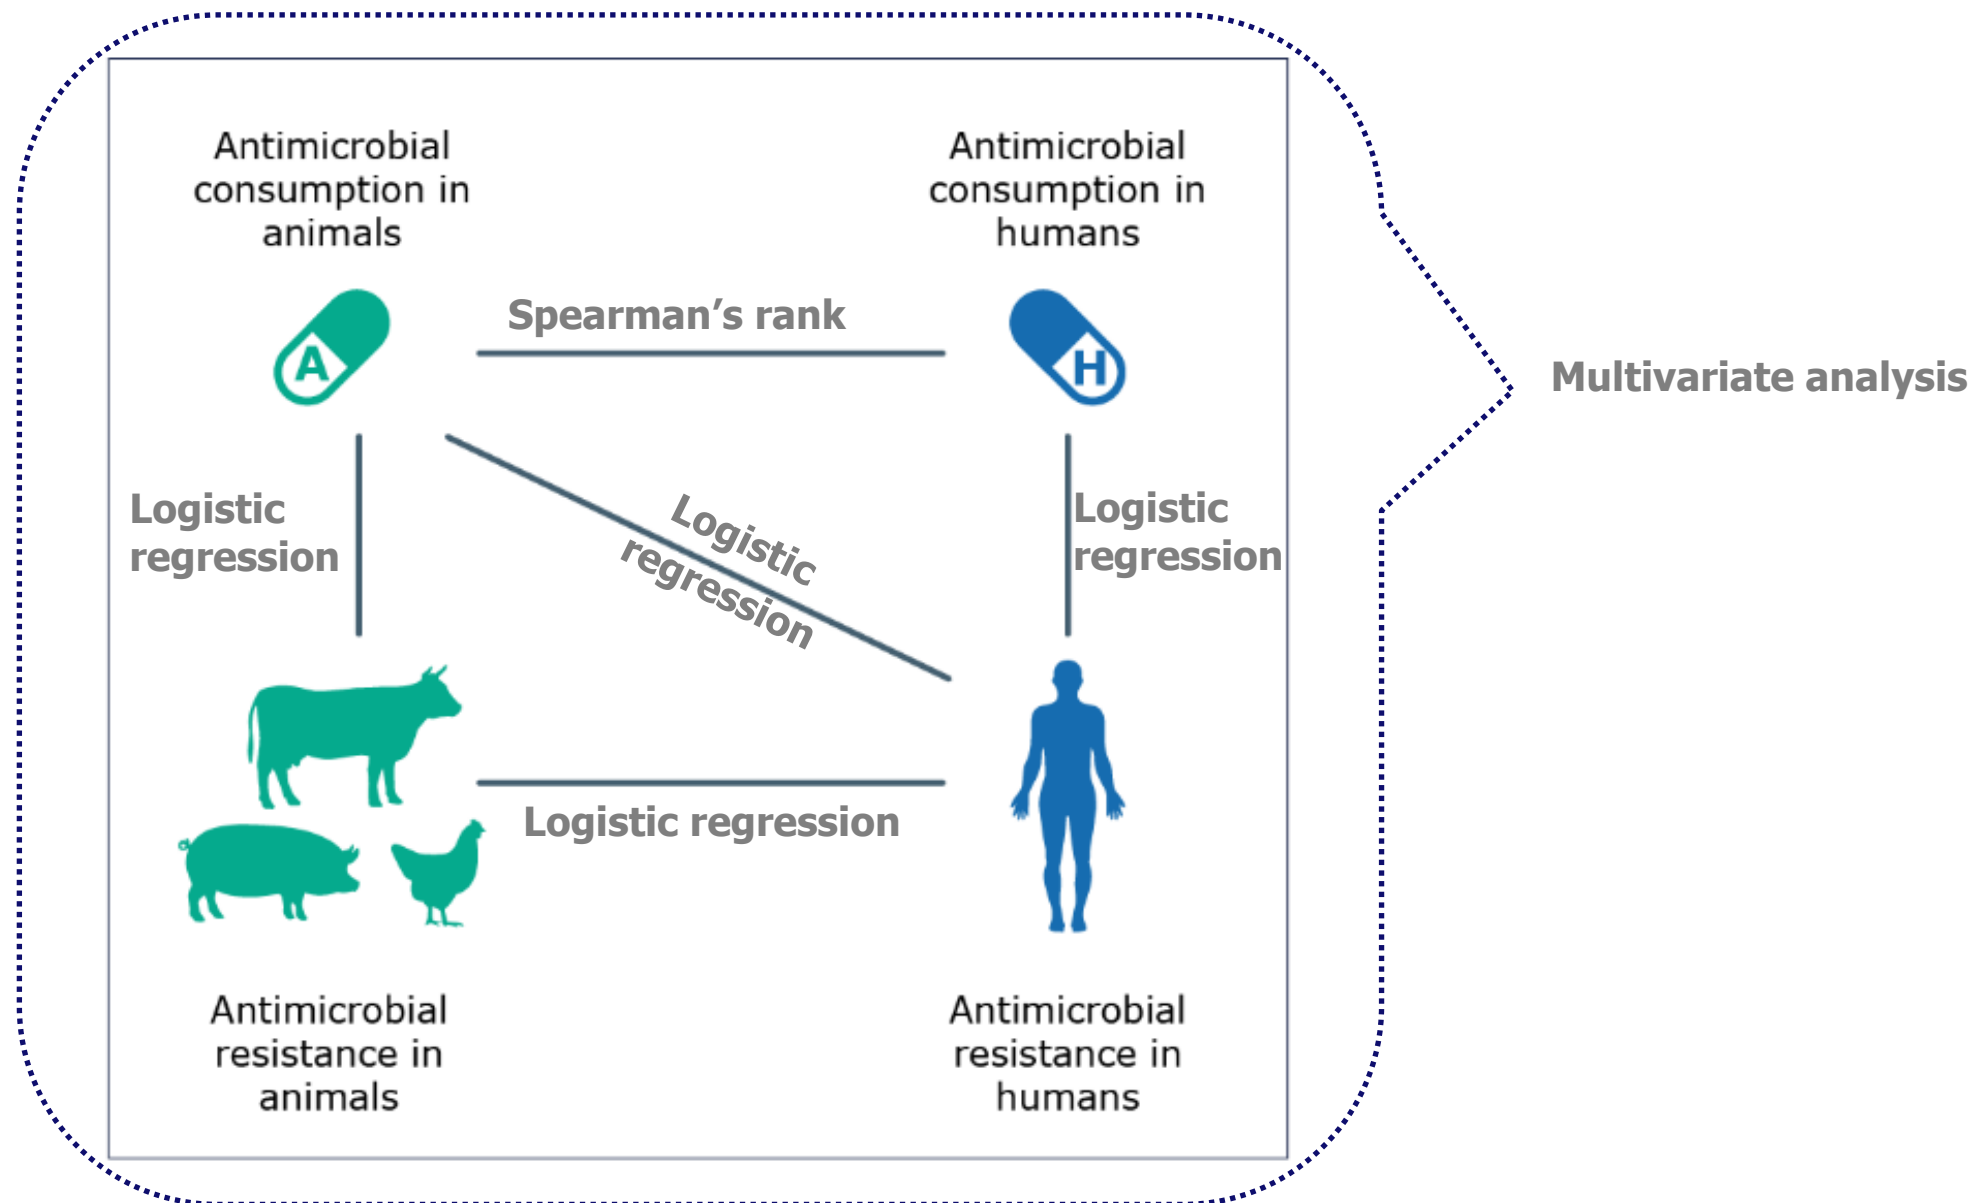 Antimicrobial
consumption in
animals
Antimicrobial
consumption in
humans
Spearman’s rank
A
H
Multivariate analysis
Logistic
regression
Logistic
regression
Logistic
regression
Logistic regression
Antimicrobial
resistance in
animals
Antimicrobial
resistance in
humans